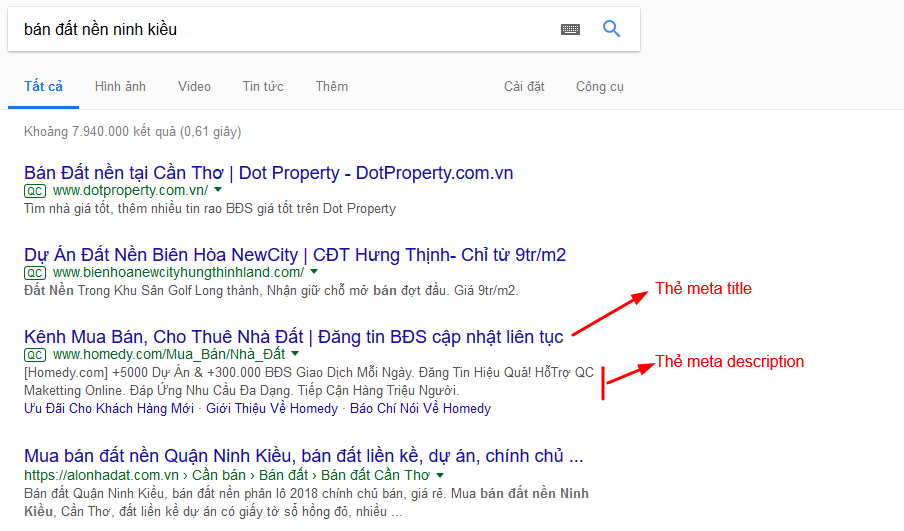 bán đất nền ninh kiều
Tất cả Hình ảnh Video Tin tức Thêm Cài đặt Công cụ
Khoảng 7.940.000 kết quả (0,61 giây)
Bán Đất nền tại Cần Thơ | Dot Property - DotProperty.com.vn
QC www.dotproperty.com.vn/
Tìm nhà giá tốt, thêm nhiều tin rao BĐS giá tốt trên Dot Property
Dự Án Đất Nền Biên Hòa NewCity | CĐT Hưng Thịnh- Chỉ từ 9tr/m2
QC www.bienhoanewcityhungthinhland.com/
Đất Nền Trong Khu Sân Golf Long thành, Nhận giữ chỗ mở bán đợt đầu. Giá 9tr/m2.
Thẻ meta title
Kênh Mua Bán, Cho Thuê Nhà Đất | Đăng tin BĐS cập nhật liên tục
QC www.homedy.com/Mua_Bán/Nhà_Đất
Thẻ meta description
[Homedy.com] +5000 Dự Án & +300.000 BĐS Giao Dịch Mỗi Ngày. Đăng Tin Hiệu Quả! HỗTrợ QC
Maketting Online. Đáp Ứng Nhu Cầu Đa Dạng. Tiếp Cận Hàng Triệu Người.
Ưu Đãi Cho Khách Hàng Mới · Giới Thiệu Về Homedy · Báo Chí Nói Về Homedy
Mua bán đất nền Quận Ninh Kiều, bán đất liền kề, dự án, chính chủ ...
https://alonhadat.com.vn › Cần bán › Bán đất › Bán đất Cần Thơ
Bán đất Quận Ninh Kiều, bán đất nền phân lô 2018 chính chủ bán, giá rẻ. Mua bán đất nền Ninh
Kiều, Cần Thơ, đất liền kề dự án có giấy tờ sổ hồng đỏ, nhiều ...